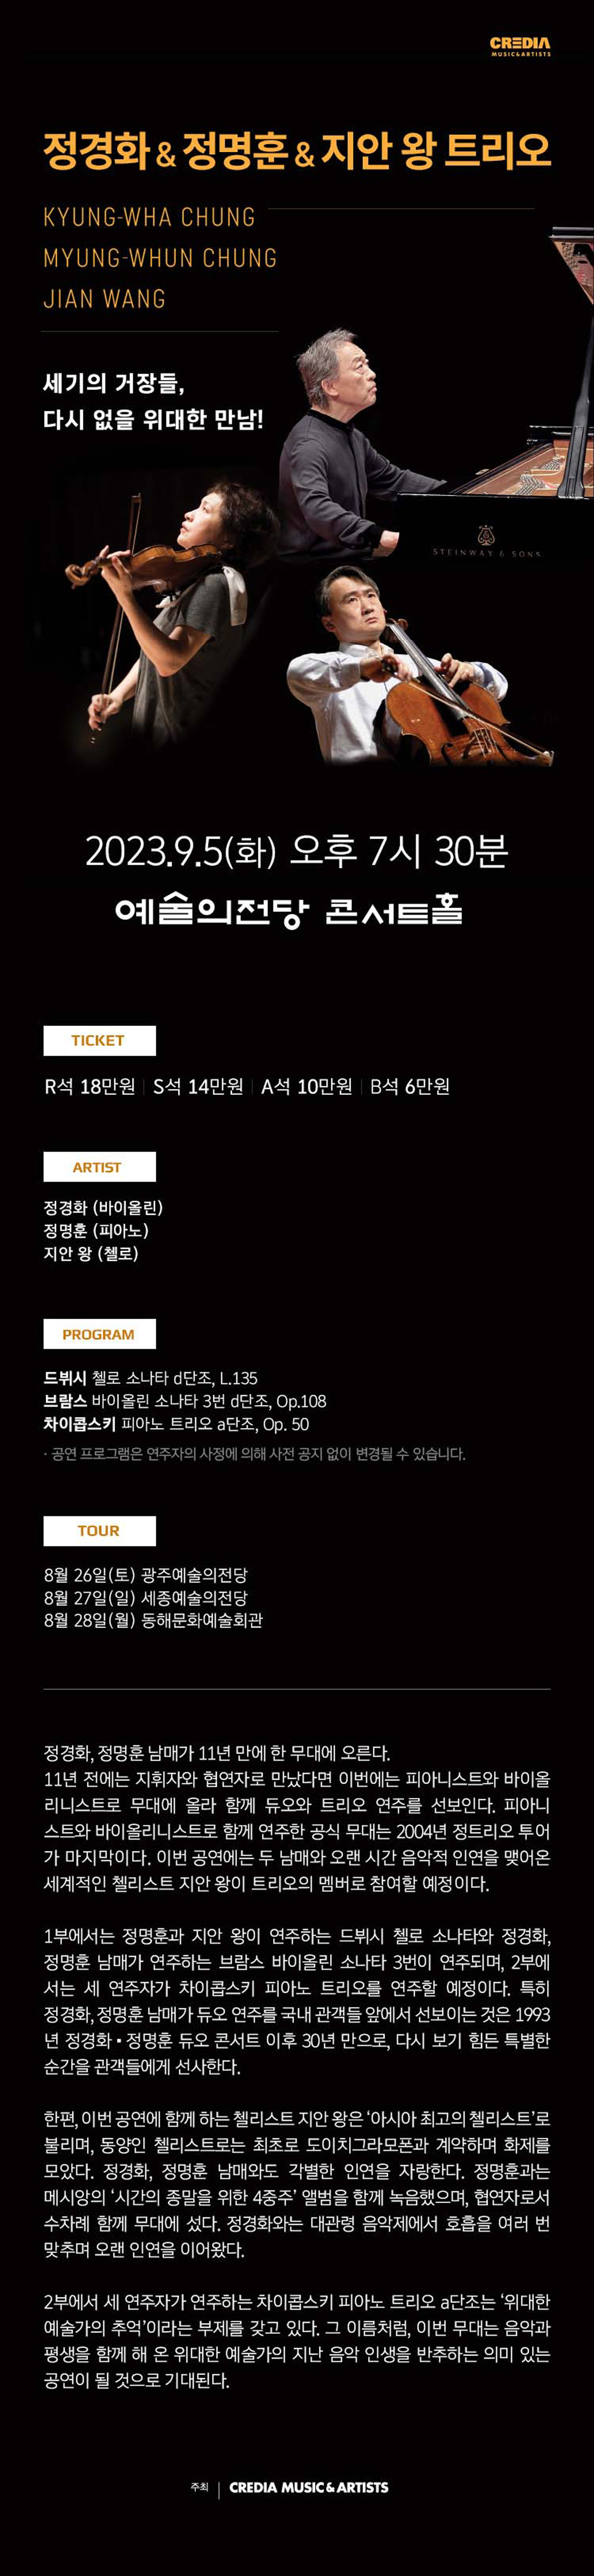 CREDIA
MUSIC&ARTISTS
정경화 & 정명훈 & 지안 왕 트리오
KYUNG-WHA CHUNG
MYUNG-WHUN CHUNG
JIAN WANG
세기의 거장들,
다시 없을 위대한 만남!
STEINWAY & SONS
2023.9.5(화) 오후 7시 30분
예술의전당 콘서트홀
TICKET
R석 18만원 | S석 14만원 | A석 10만원 | B석 6만원
ARTIST
정경화 (바이올린)
정명훈 (피아노)
지안 왕 (첼로)
PROGRAM
드뷔시 첼로 소나타 d단조, L.135
브람스 바이올린 소나타 3번 d단조, Op.108
차이콥스키 피아노 트리오 a단조, Op. 50
· 공연 프로그램은 연주자의 사정에 의해 사전 공지 없이 변경될 수 있습니다.
TOUR
8월 26일(토) 광주예술의전당
8월 27일(일) 세종예술의전당
8월 28일(월) 동해문화예술회관
정경화, 정명훈 남매가 11년 만에 한 무대에 오른다.
11년 전에는 지휘자와 협연자로 만났다면 이번에는 피아니스트와 바이올
리니스트로 무대에 올라 함께 듀오와 트리오 연주를 선보인다. 피아니
스트와 바이올리니스트로 함께 연주한 공식 무대는 2004년 정트리오 투어
가 마지막이다. 이번 공연에는 두 남매와 오랜 시간 음악적 인연을 맺어온
세계적인 첼리스트 지안 왕이 트리오의 멤버로 참여할 예정이다.
1부에서는 정명훈과 지안 왕이 연주하는 드뷔시 첼로 소나타와 정경화,
정명훈 남매가 연주하는 브람스 바이올린 소나타 3번이 연주되며, 2부에
서는 세 연주자가 차이콥스키 피아노 트리오를 연주할 예정이다. 특히
정경화, 정명훈 남매가 듀오 연주를 국내 관객들 앞에서 선보이는 것은 1993
년 정경화 • 정명훈 듀오 콘서트 이후 30년 만으로, 다시 보기 힘든 특별한
순간을 관객들에게 선사한다.
한편, 이번 공연에 함께 하는 첼리스트 지안 왕은 ‘아시아 최고의 첼리스트’로
불리며, 동양인 첼리스트로는 최초로 도이치그라모폰과 계약하며 화제를
모았다. 정경화, 정명훈 남매와도 각별한 인연을 자랑한다. 정명훈과는
메시앙의 ‘시간의 종말을 위한 4중주’ 앨범을 함께 녹음했으며, 협연자로서
수차례 함께 무대에 섰다. 정경화와는 대관령 음악제에서 호흡을 여러 번
맞추며 오랜 인연을 이어왔다.
2부에서 세 연주자가 연주하는 차이콥스키 피아노 트리오 a단조는 ‘위대한
예술가의 추억’이라는 부제를 갖고 있다. 그 이름처럼, 이번 무대는 음악과
평생을 함께 해 온 위대한 예술가의 지난 음악 인생을 반추하는 의미 있는
공연이 될 것으로 기대된다.
주최 | CREDIA MUSIC & ARTISTS